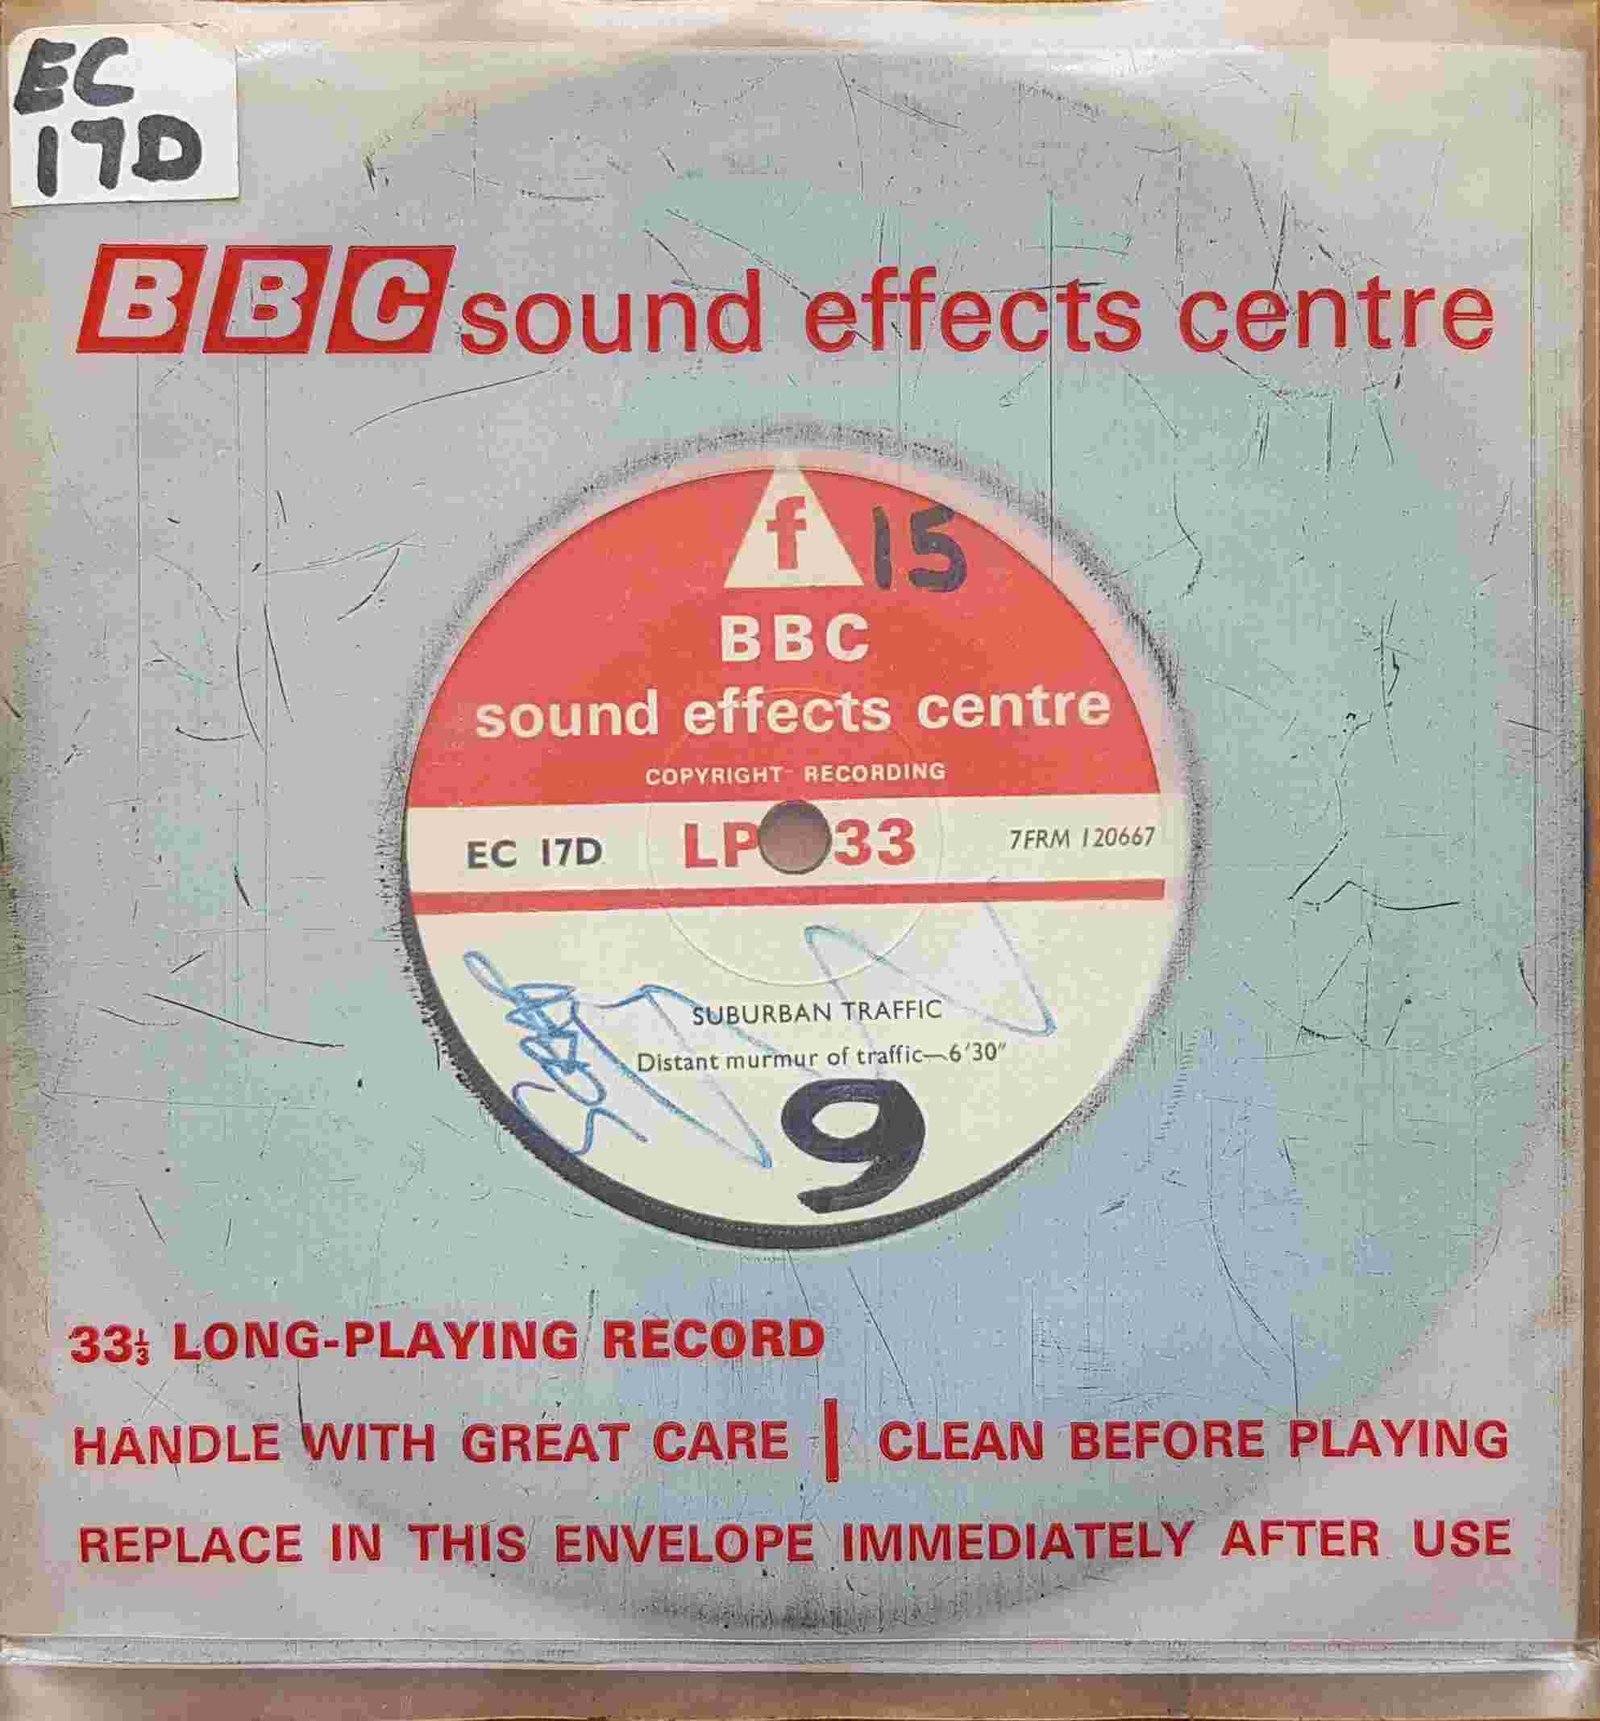 EC
17D
BBC sound effects centre
f 15
BBC
sound effects centre
COPYRIGHT RECORDING
EC 17D LP 33 7FRM 120667
SUBURBAN TRAFFIC
Distant murmur of traffic—6'30"
9
33⅓ LONG-PLAYING RECORD
HANDLE WITH GREAT CARE | CLEAN BEFORE PLAYING
REPLACE IN THIS ENVELOPE IMMEDIATELY AFTER USE